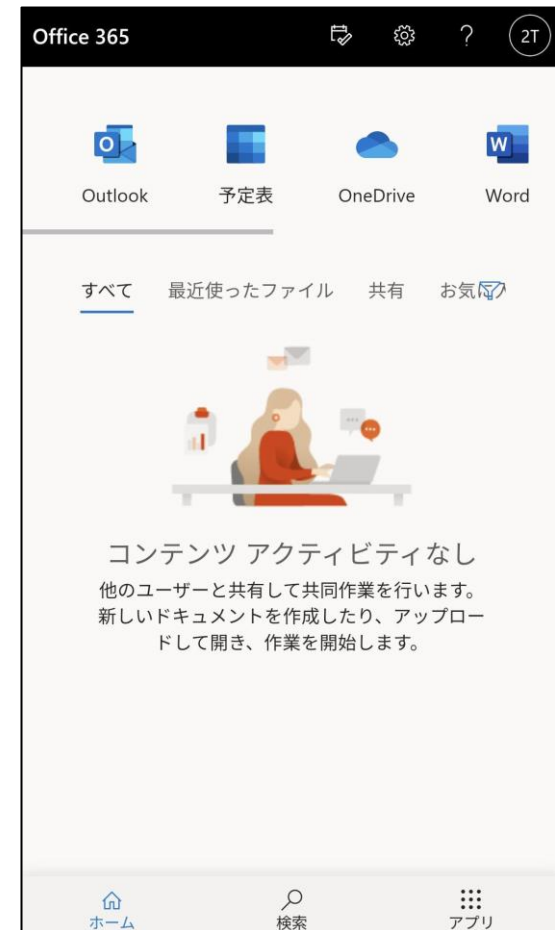 Office 365
?
2T
Outlook
予定表
OneDrive
Word
すべて
最近使ったファイル
共有
お気に
コンテンツ アクティビティなし
他のユーザーと共有して共同作業を行います。
新しいドキュメントを作成したり、アップロー
ドして開き、作業を開始します。
ホーム
検索
アプリ